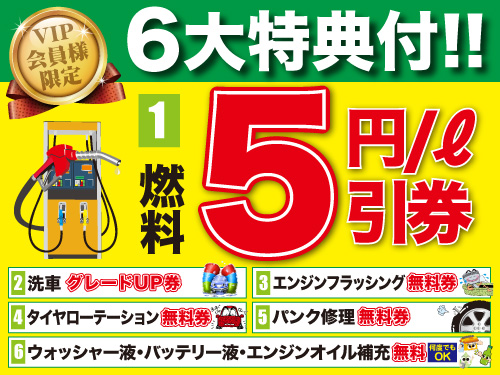 VIP
会員様
限定
6大特典付!!
1
燃料
5
円/ℓ
引券
2 洗車 グレードUP券
3 エンジンフラッシング 無料券
4 タイヤローテーション 無料券
5 パンク修理 無料券
6 ウォッシャー液・バッテリー液・エンジンオイル補充 無料 何度でも
OK